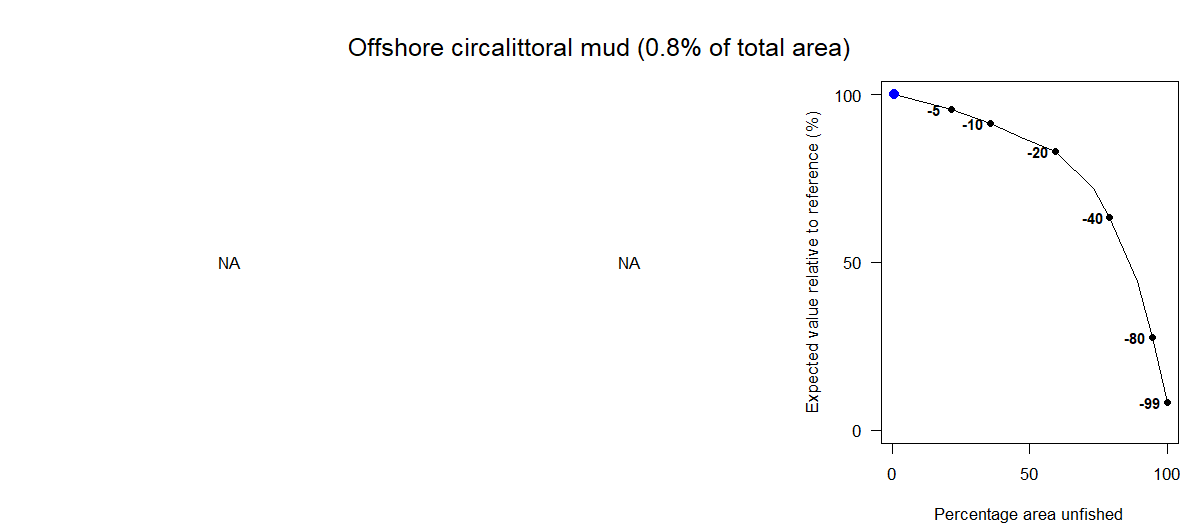 Offshore circalittoral mud (0.8% of total area)
NA
NA
Expected value relative to reference (%)
100
50
0
-5
-10
-20
-40
-80
-99
0
50
100
Percentage area unfished